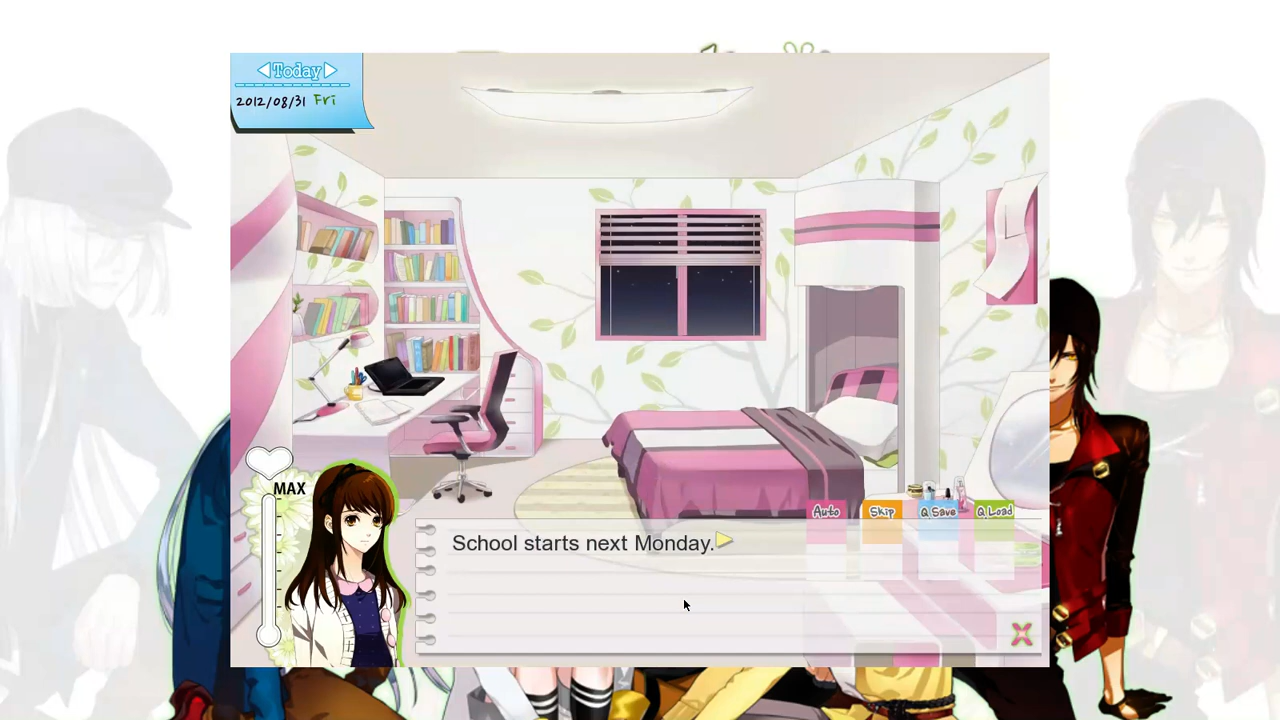 Today
2012/08/31 Fri
MAX
Auto Skip Q.Save Q.Load
School starts next Monday.